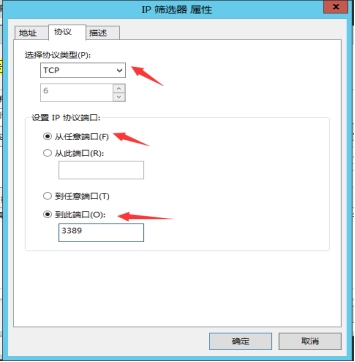 IP 筛选器 属性
地址 协议 描述
选择协议类型(P):
TCP
6
设置 IP 协议端口:
从任意端口(F)
从此端口(R):
到任意端口(T)
到此端口(O):
3389
确定 取消